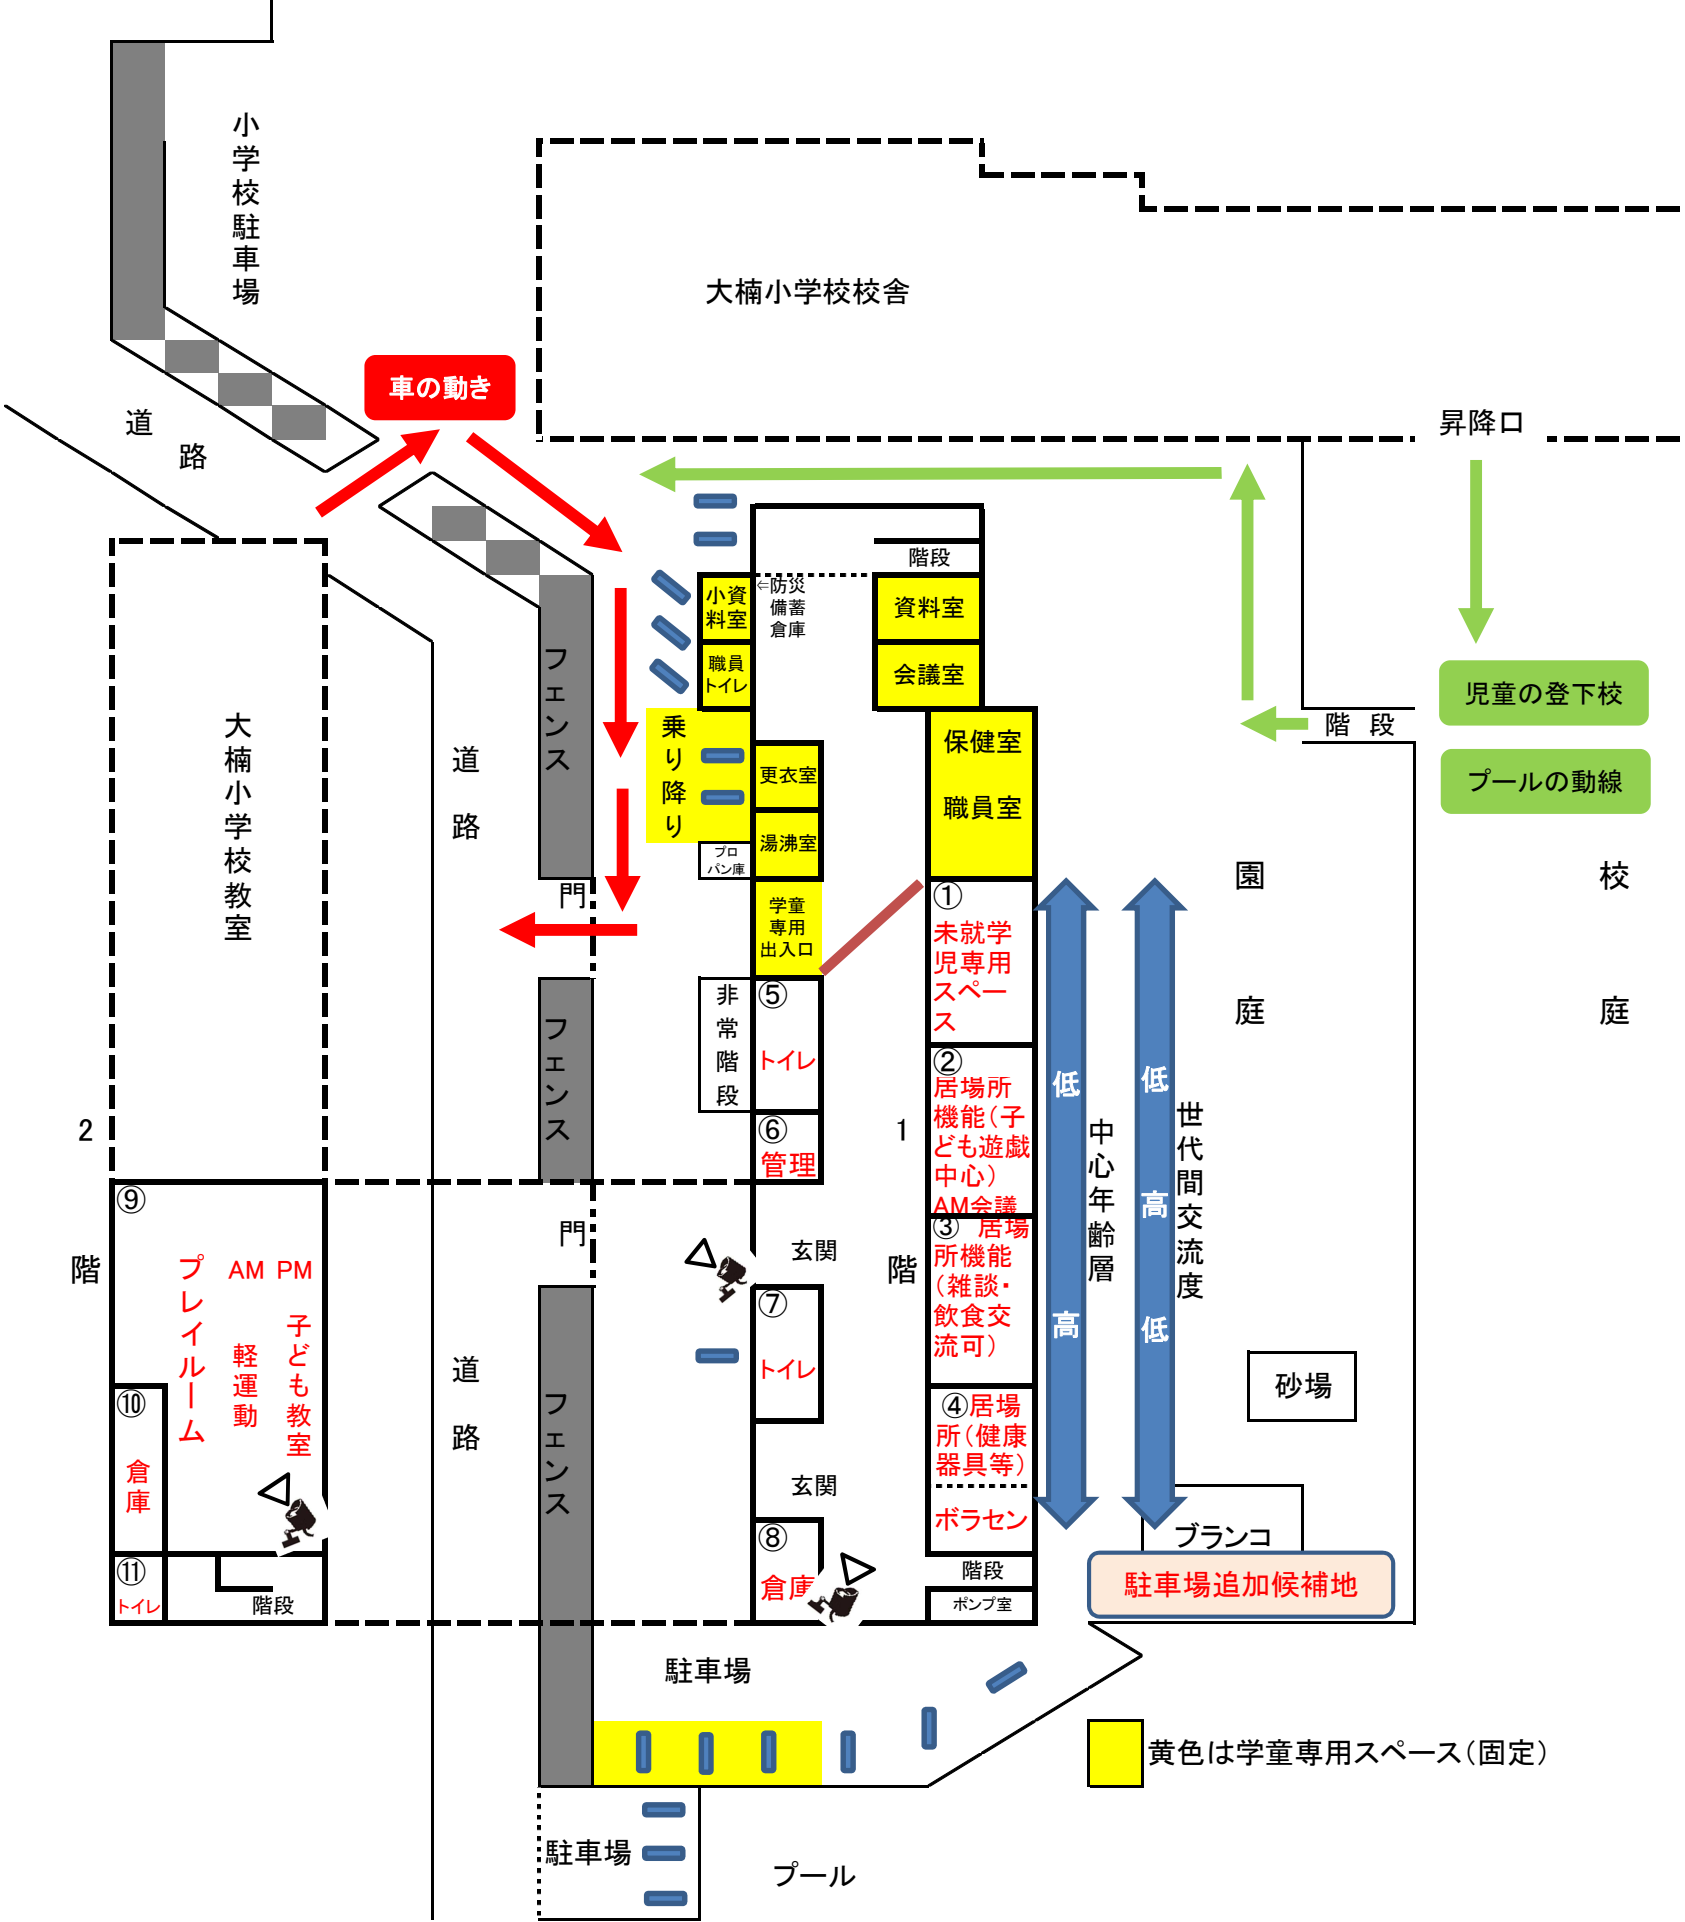 小学校駐車場
大楠小学校校舎
車の動き
昇降口
道
路
階段
⇐防災
備蓄
倉庫
小資
料室
資料室
職員
トイレ
会議室
児童の登下校
階 段
プールの動線
フェンス
乗り降り
保健室
職員室
更衣室
湯沸室
プロ
パン庫
大楠小学校教室
道
路
門
学童
専用
出入口
園
庭
校
庭
①
未就学
児専用
スペー
ス
⑤
トイレ
非常階段
フェンス
②
居場所
機能(子
ども遊戯
中心)
AM会議
低
低
2
階
1
階
⑥
管理
中心年齢層
世代間交流度
高
高
低
⑨
プレイルーム
AM
軽運動
PM
子ども教室
門
玄関
③ 居場
所機能
(雑談・
飲食交
流可)
⑦
トイレ
道
路
フェンス
④居場
所(健康
器具等)
ボラセン
砂場
⑩
倉庫
玄関
⑧
倉庫
ブランコ
駐車場追加候補地
⑪
トイレ
階段
階段
ポンプ室
駐車場
黄色は学童専用スペース(固定)
駐車場
プール